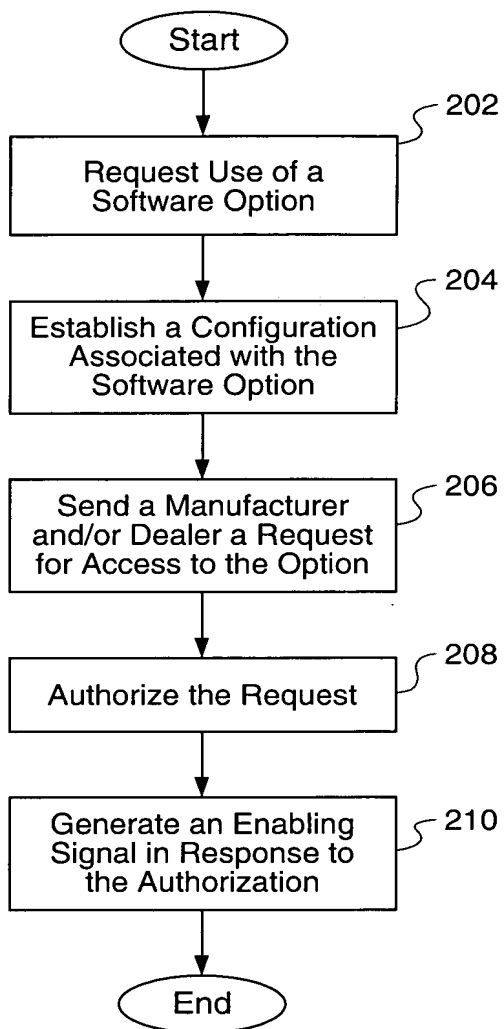 Start
202
Request Use of a
Software Option
204
Establish a Configuration
Associated with the
Software Option
206
Send a Manufacturer
and/or Dealer a Request
for Access to the Option
208
Authorize the Request
210
Generate an Enabling
Signal in Response to
the Authorization
End